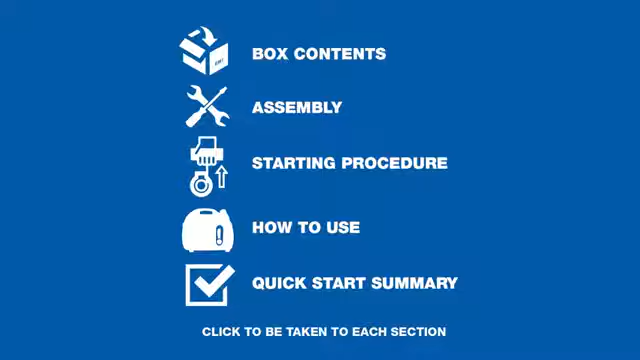 BOX CONTENTS
ASSEMBLY
STARTING PROCEDURE
HOW TO USE
QUICK START SUMMARY
CLICK TO BE TAKEN TO EACH SECTION